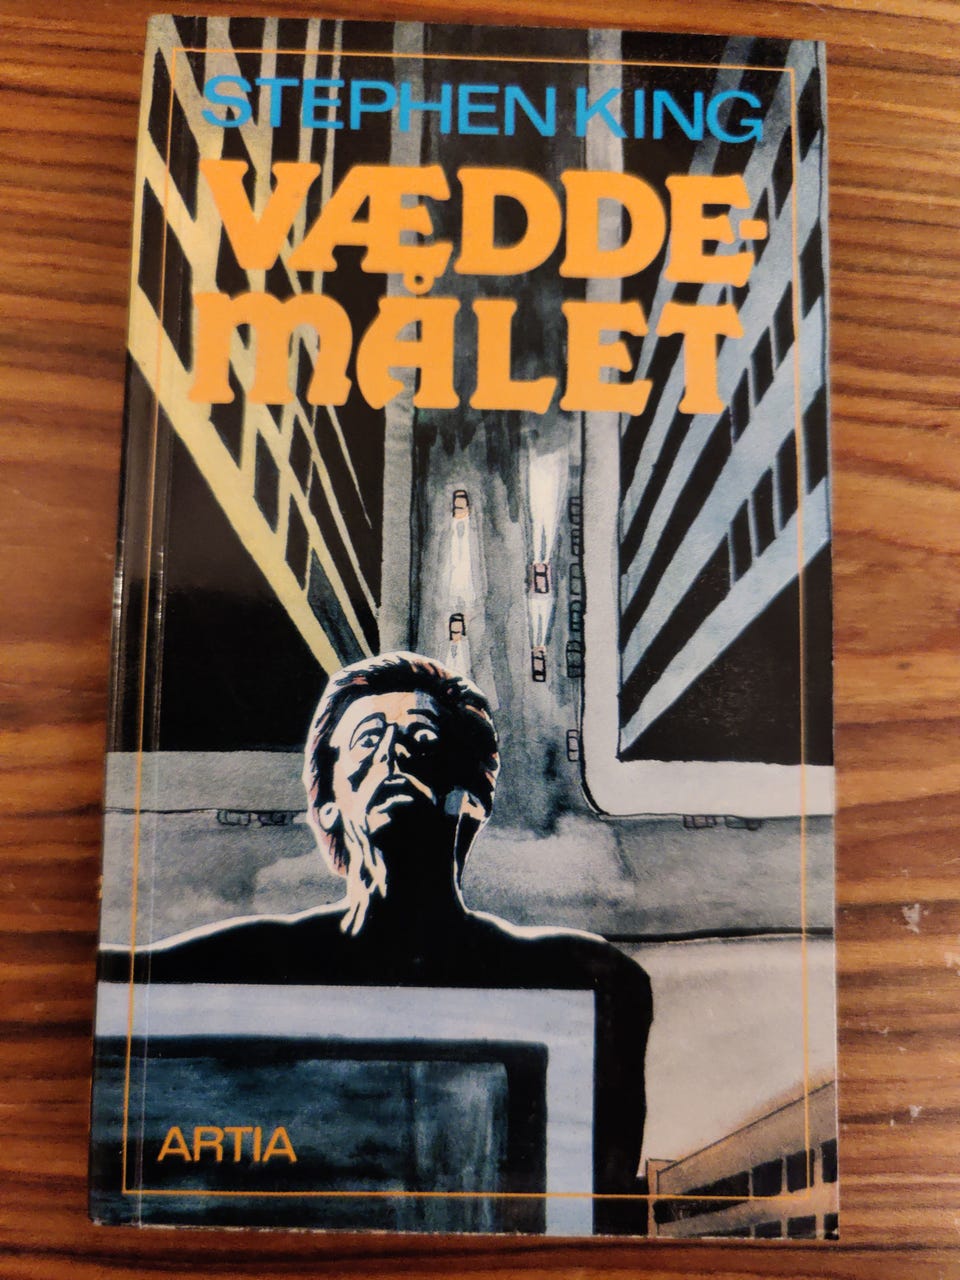 STEPHEN KING
VÆDDE-
MÅLET
ARTIA